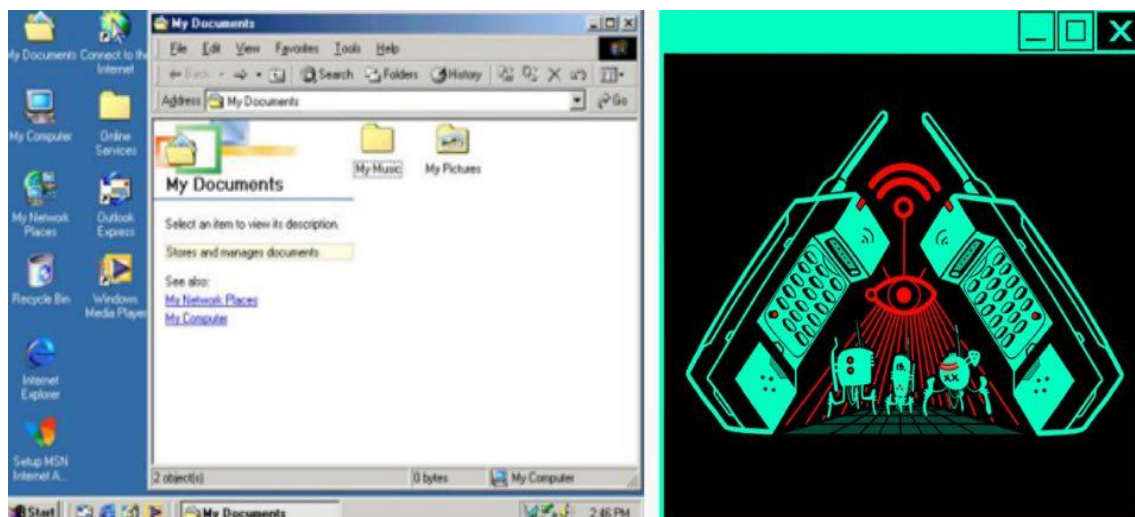 My Documents
Connect to the
Internet
My Computer
Online
Services
My Network
Places
Outlook
Express
Recycle Bin
Windows
Media Player
Internet
Explorer
Setup MSN
Internet A...
My Documents
File Edit View Favorites Tools Help
Back Search Folders History
Address My Documents Go
My Documents
Select an item to view its description.
Stores and manages documents
See also:
My Network Places
My Computer
My Music
My Pictures
2 object(s) 0 bytes My Computer
Start My Documents 2:46 PM
X